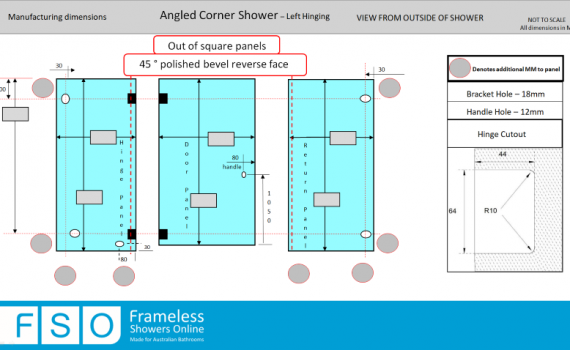 Manufacturing dimensions
Angled Corner Shower – Left Hinging
VIEW FROM OUTSIDE OF SHOWER
NOT TO SCALE
All dimensions in M
Out of square panels
45 ° polished bevel reverse face
30
30
00
Hinge Panel
Door Panel
Return Panel
80
handle
1050
30
80
Denotes additional MM to panel
Bracket Hole – 18mm
Handle Hole – 12mm
Hinge Cutout
44
64
R10
FSO
Frameless
Showers Online
Made for Australian Bathrooms